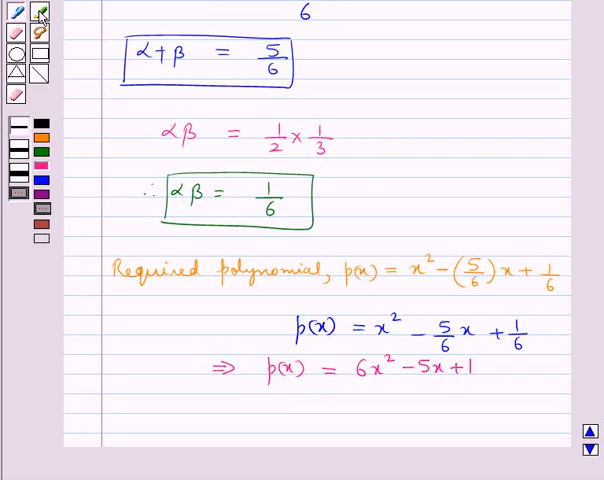 6
α+β = 5/6
αβ = 1/2 × 1/3
∴ αβ = 1/6
Required polynomial, p(x) = x² − (5/6)x + 1/6
p(x) = x² − 5/6 x + 1/6
⇒ p(x) = 6x² − 5x + 1